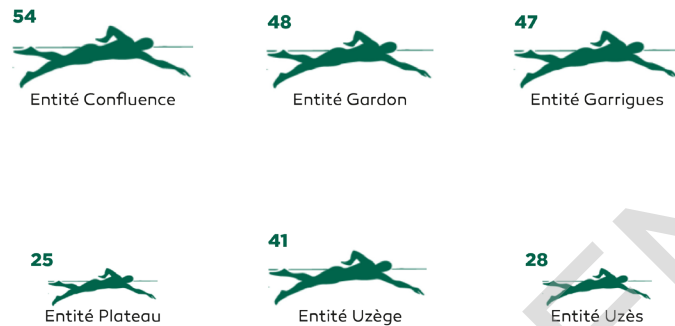 54
48
47
Entité Confluence
Entité Gardon
Entité Garrigues
25
41
28
Entité Plateau
Entité Uzège
Entité Uzès